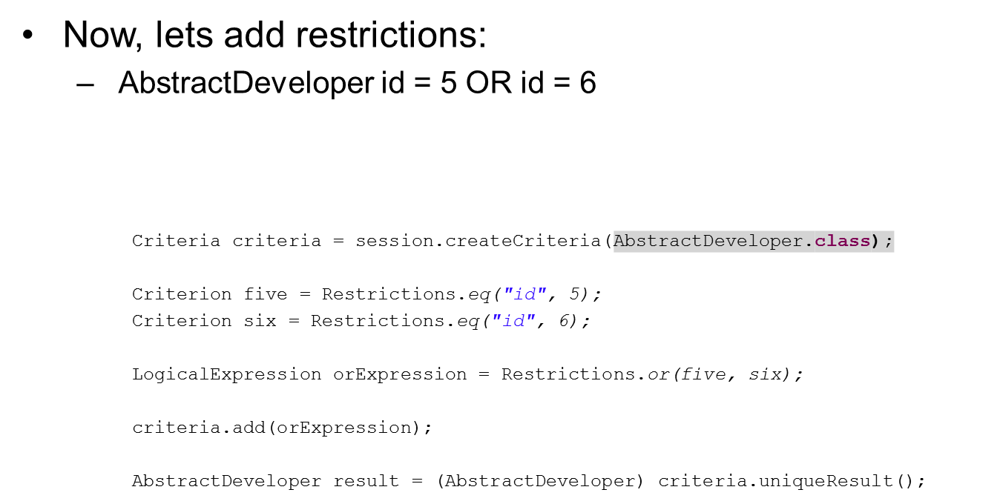 • Now, lets add restrictions:
– AbstractDeveloper id = 5 OR id = 6
Criteria criteria = session.createCriteria(AbstractDeveloper.class);
Criterion five = Restrictions.eq("id", 5);
Criterion six = Restrictions.eq("id", 6);
LogicalExpression orExpression = Restrictions.or(five, six);
criteria.add(orExpression);
AbstractDeveloper result = (AbstractDeveloper) criteria.uniqueResult();